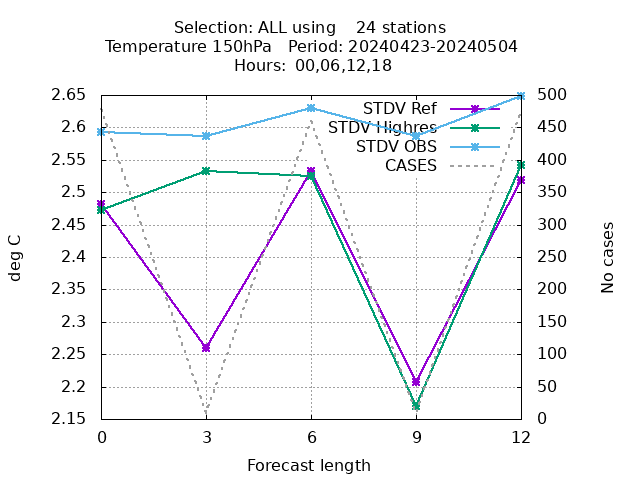 Selection: ALL using    24 stations
Temperature 150hPa   Period: 20240423-20240504
Hours:  00,06,12,18
STDV Ref
STDV Highres
STDV OBS
CASES
2.65
2.6
2.55
2.5
2.45
2.4
2.35
2.3
2.25
2.2
2.15
500
450
400
350
300
250
200
150
100
50
0
deg C
No cases
0 3 6 9 12
Forecast length